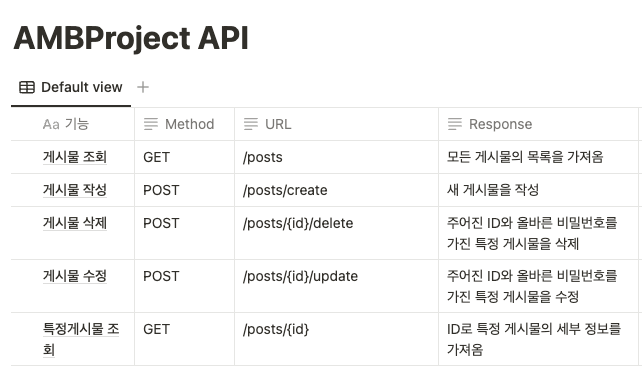 AMBProject API
Default view
Aa 기능 Method URL Response
게시물 조회 GET /posts 모든 게시물의 목록을 가져옴
게시물 작성 POST /posts/create 새 게시물을 작성
게시물 삭제 POST /posts/{id}/delete 주어진 ID와 올바른 비밀번호를
가진 특정 게시물을 삭제
게시물 수정 POST /posts/{id}/update 주어진 ID와 올바른 비밀번호를
가진 특정 게시물을 수정
특정게시물 조 GET /posts/{id} ID로 특정 게시물의 세부 정보를
회 가져옴